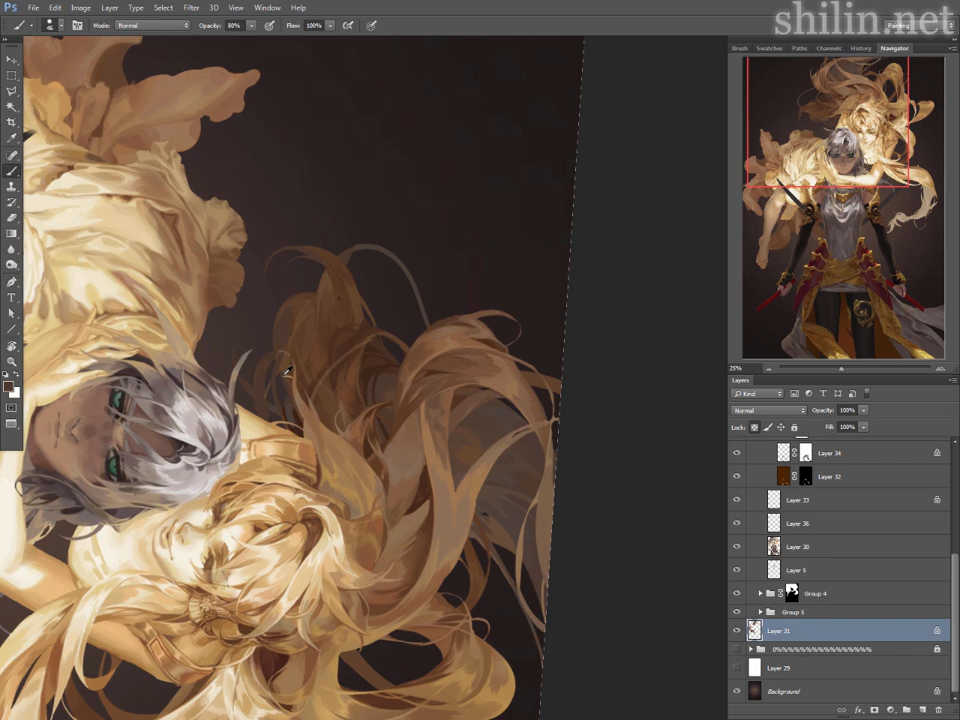 Ps File Edit Image Layer Type Select Filter 3D View Window Help
shilin.net
Mode: Normal Opacity: 80% Flow: 100% Painting
Brush Swatches Paths Channels History Navigator
25%
Layers
Kind
Normal Opacity: 100%
Lock: Fill: 100%
Layer 34
Layer 32
Layer 33
Layer 36
Layer 30
Layer 5
Group 4
Group 5
Layer 31
Layer 29
Background